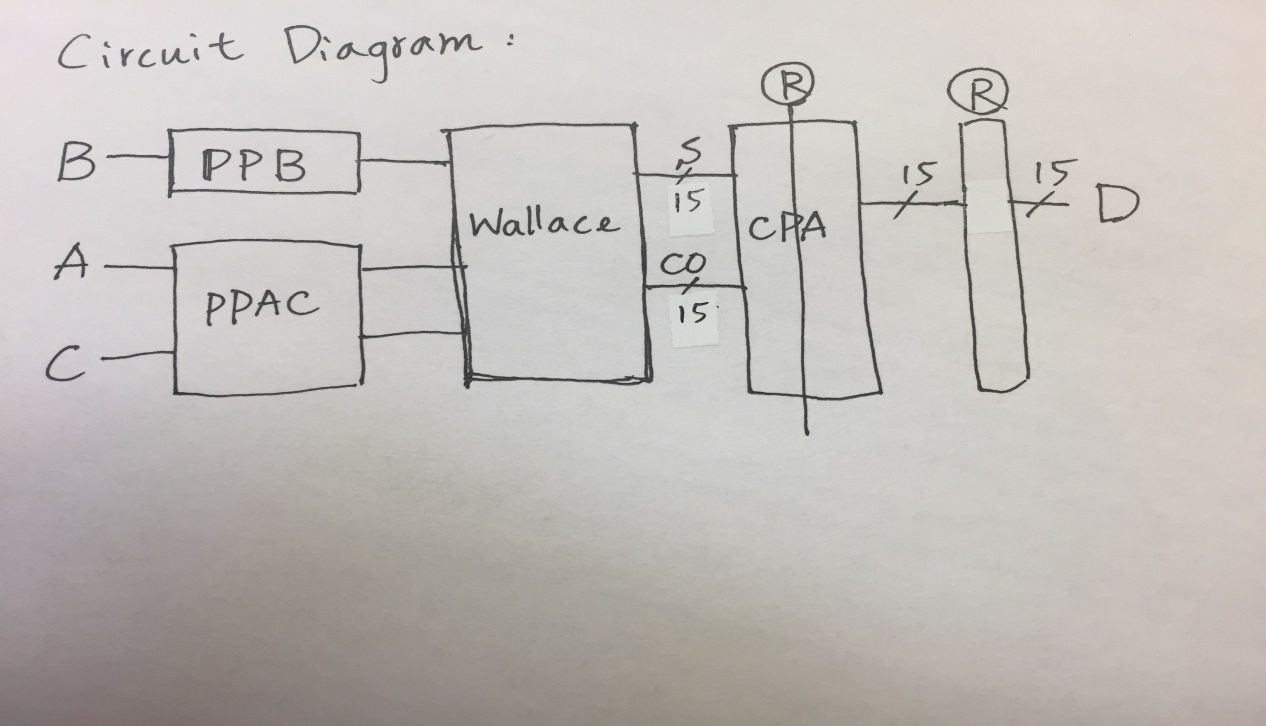 Circuit Diagram :
R
R
B
PPB
S
15
15
15
D
Wallace
CPA
A
PPAC
CO
15
C